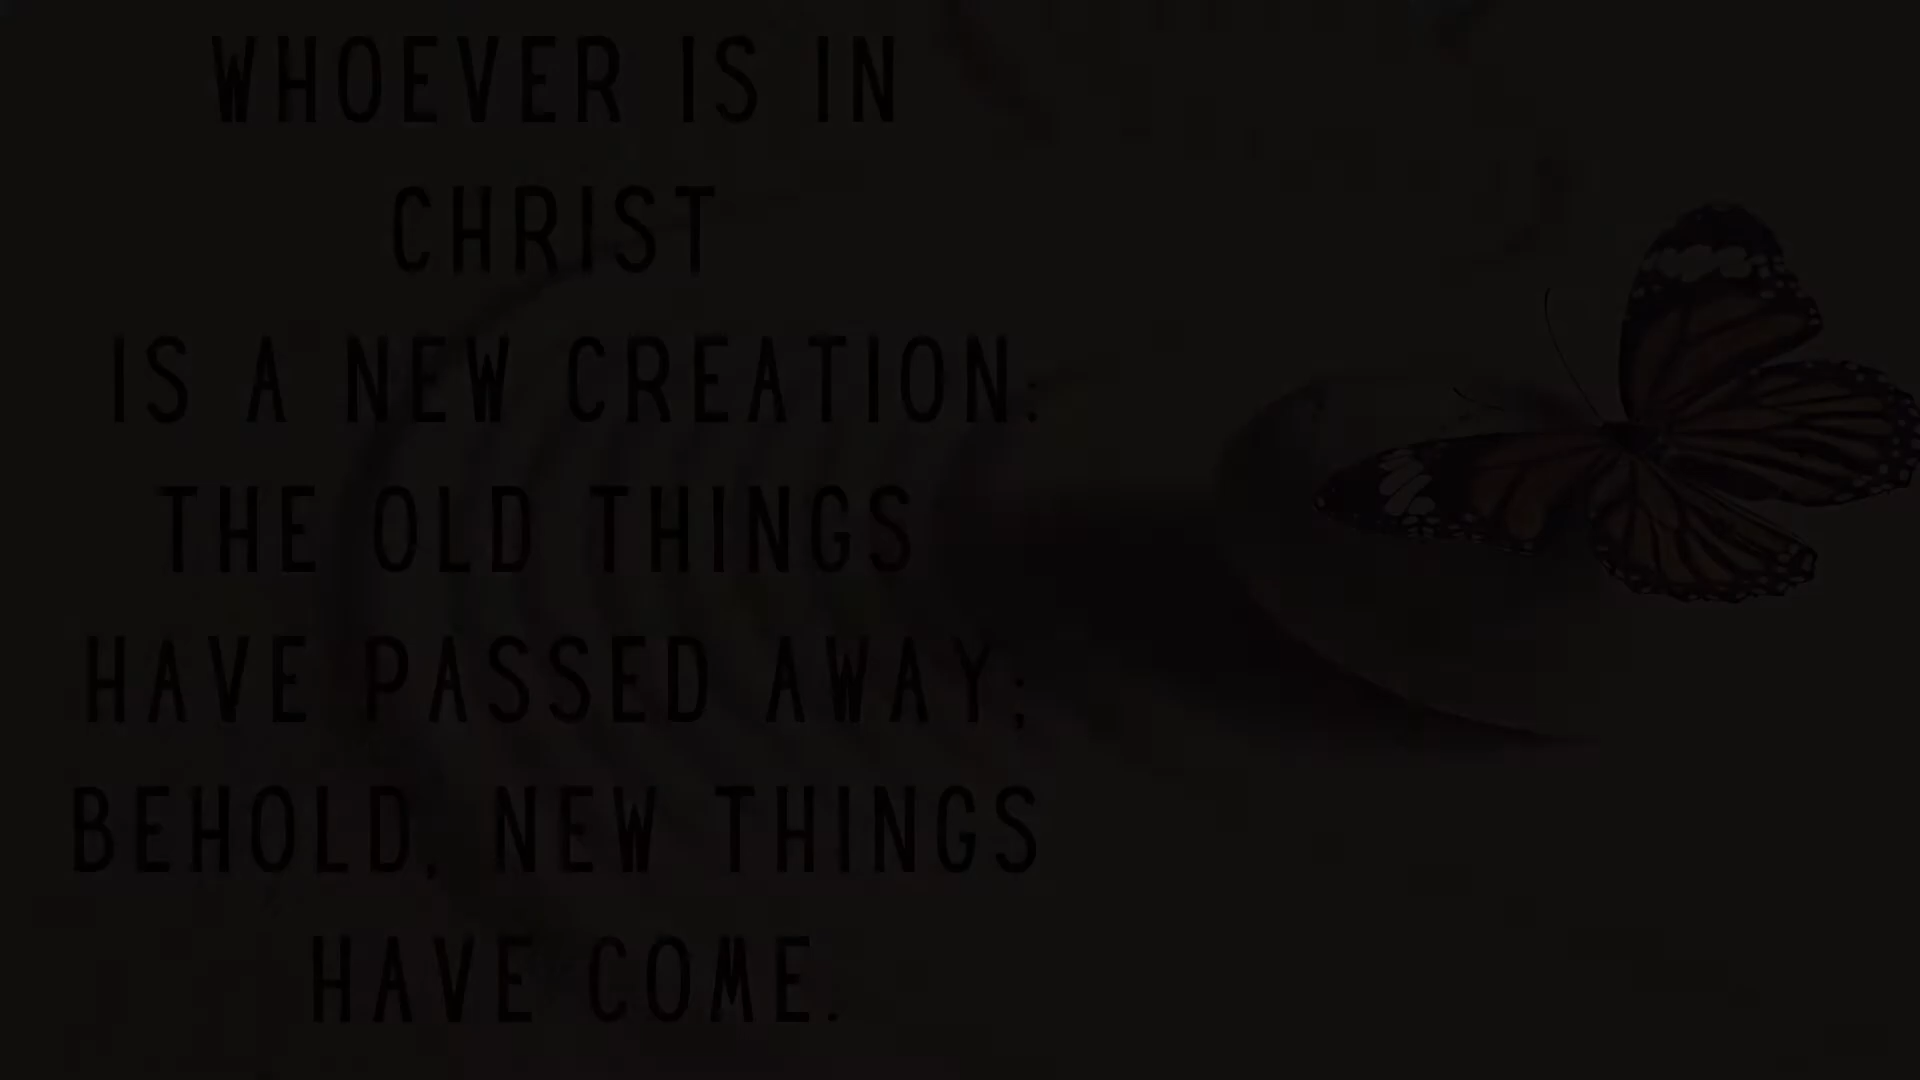 WHOEVER IS IN
CHRIST
IS A NEW CREATION:
THE OLD THINGS
HAVE PASSED AWAY;
BEHOLD, NEW THINGS
HAVE COME.